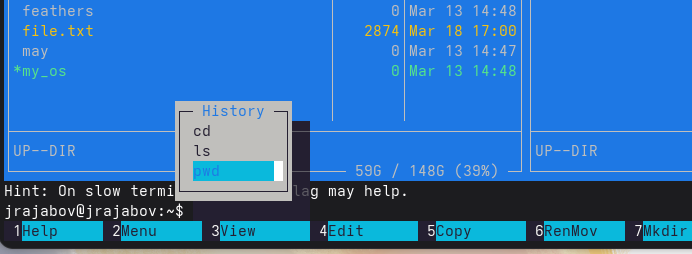 feathers 0 Mar 13 14:48
file.txt 2874 Mar 18 17:00
may 0 Mar 13 14:47
*my_os 0 Mar 13 14:48
History
cd
ls
pwd
UP--DIR UP--DIR
59G / 148G (39%)
Hint: On slow termi lag may help.
jrajabov@jrajabov:~$
1Help 2Menu 3View 4Edit 5Copy 6RenMov 7Mkdir